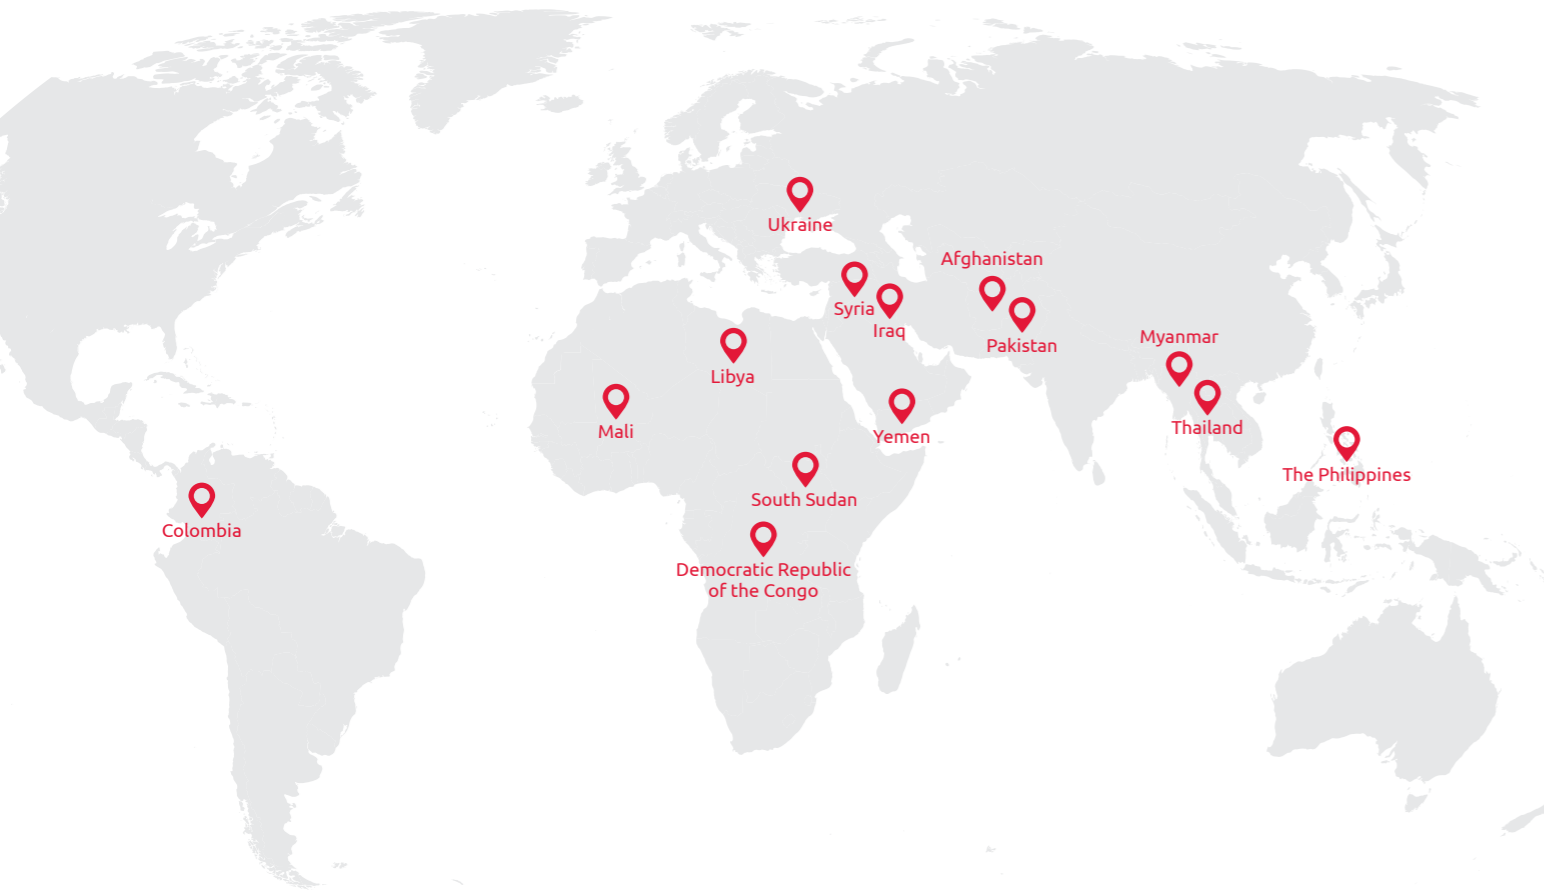 Ukraine
Afghanistan
Syria
Iraq
Pakistan
Myanmar
Libya
Thailand
Mali
Yemen
The Philippines
South Sudan
Colombia
Democratic Republic
of the Congo